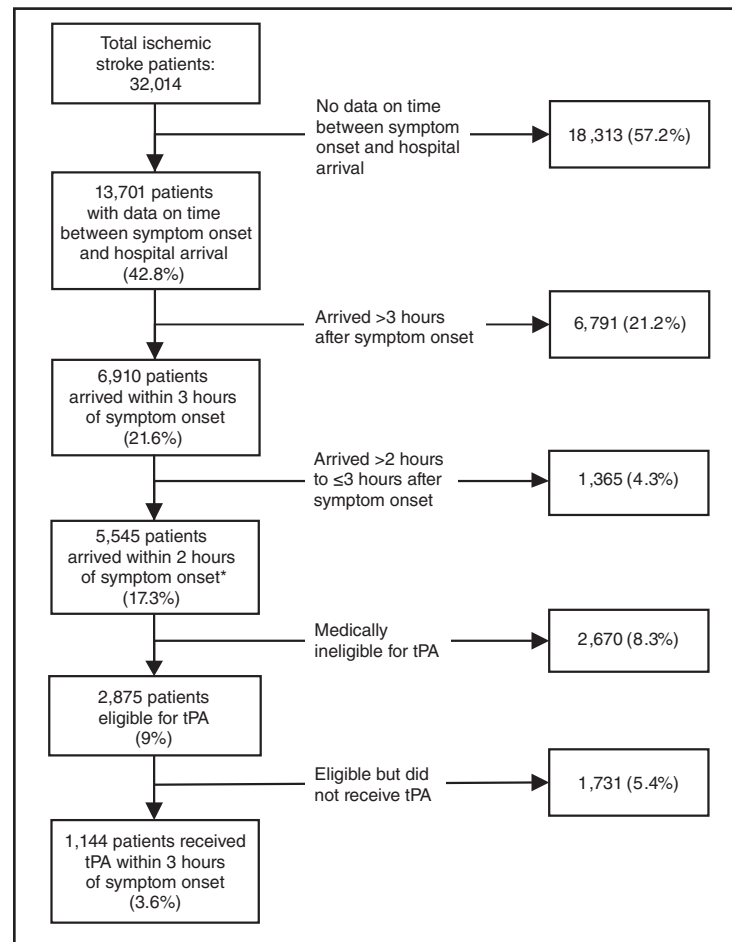 Total ischemic
stroke patients:
32,014
No data on time
between symptom
onset and hospital
arrival
18,313 (57.2%)
13,701 patients
with data on time
between symptom onset
and hospital arrival
(42.8%)
Arrived >3 hours
after symptom onset
6,791 (21.2%)
6,910 patients
arrived within 3 hours
of symptom onset
(21.6%)
Arrived >2 hours
to ≤3 hours after
symptom onset
1,365 (4.3%)
5,545 patients
arrived within 2 hours
of symptom onset*
(17.3%)
Medically
ineligible for tPA
2,670 (8.3%)
2,875 patients
eligible for tPA
(9%)
Eligible but did
not receive tPA
1,731 (5.4%)
1,144 patients received
tPA within 3 hours
of symptom onset
(3.6%)